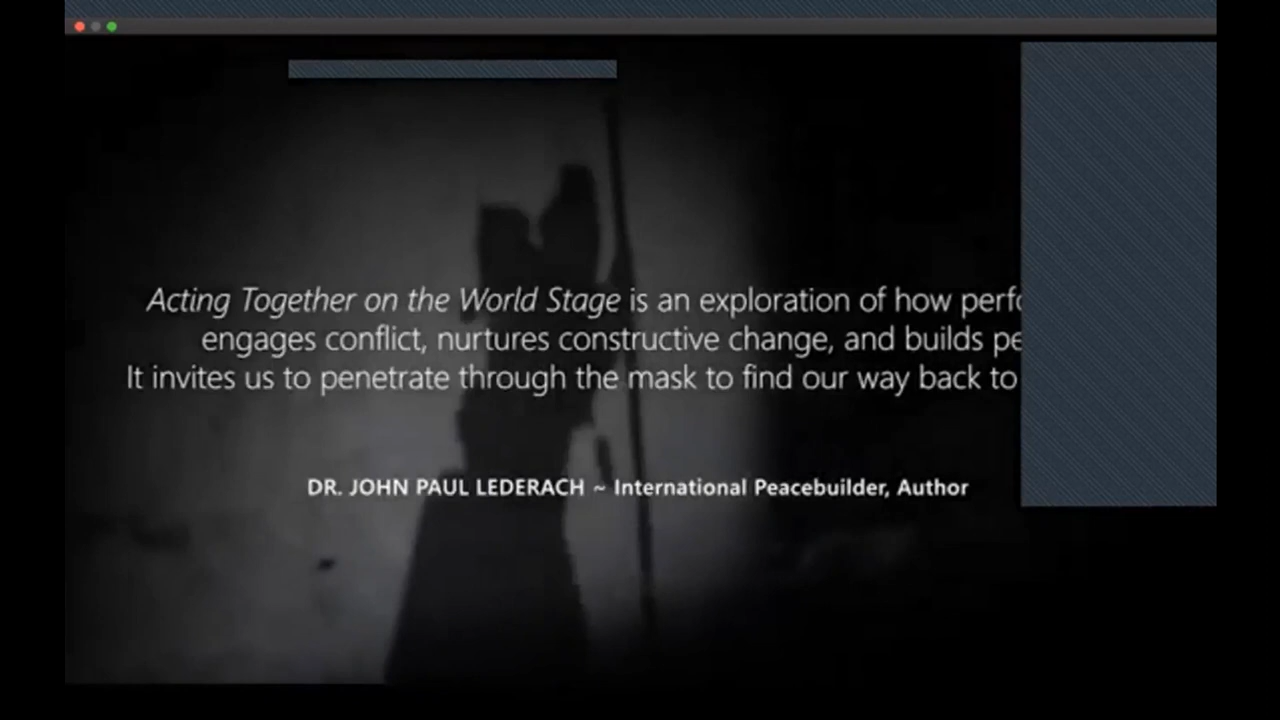 Acting Together on the World Stage is an exploration of how
engages conflict, nurtures constructive change, and builds
It invites us to penetrate through the mask to find our way back to
DR. JOHN PAUL LEDERACH ~ International Peacebuilder, Author